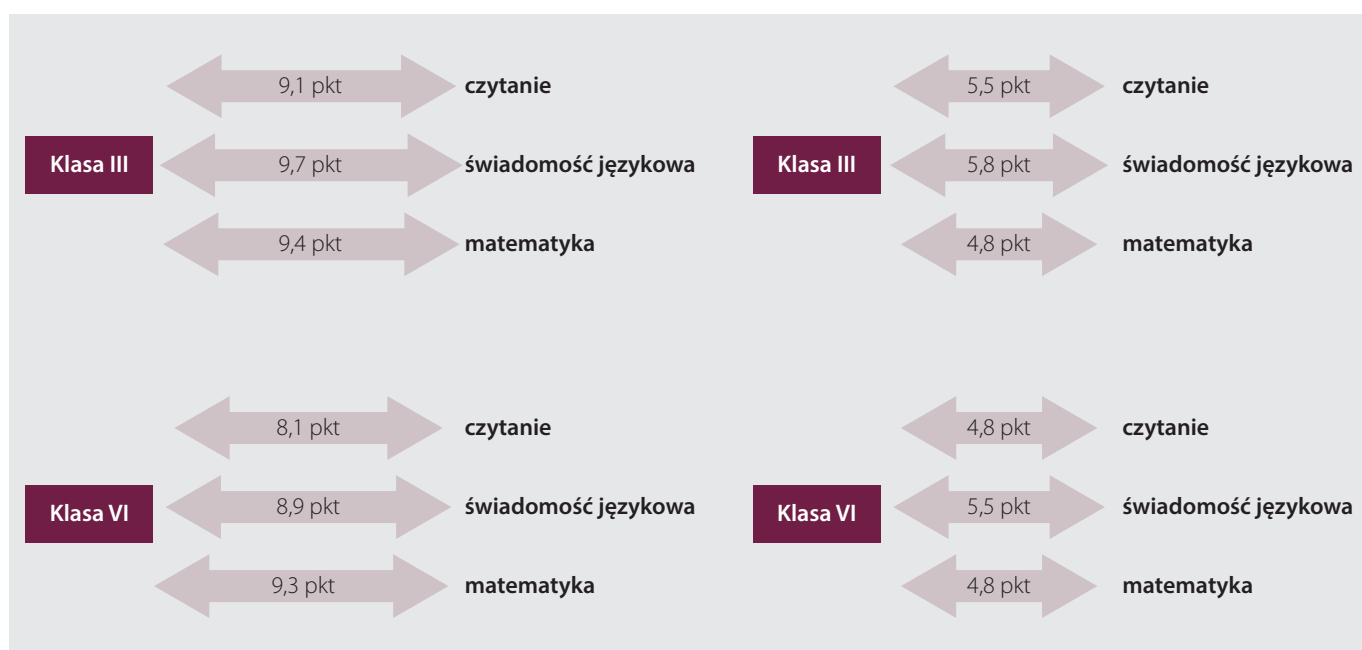 9,1 pkt czytanie
Klasa III 9,7 pkt świadomość językowa
9,4 pkt matematyka
5,5 pkt czytanie
Klasa III 5,8 pkt świadomość językowa
4,8 pkt matematyka
8,1 pkt czytanie
Klasa VI 8,9 pkt świadomość językowa
9,3 pkt matematyka
4,8 pkt czytanie
Klasa VI 5,5 pkt świadomość językowa
4,8 pkt matematyka